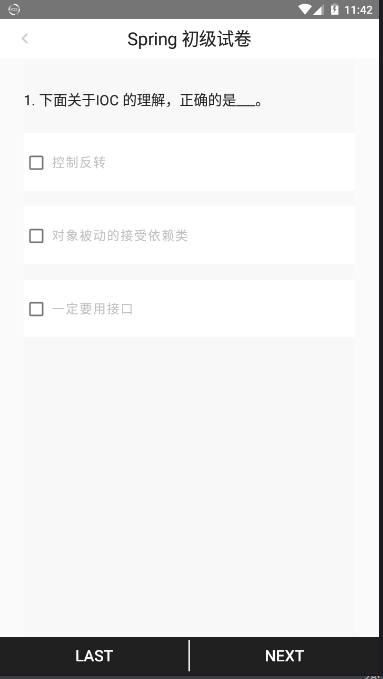 11:42
Spring 初级试卷
1. 下面关于IOC 的理解，正确的是___。
控制反转
对象被动的接受依赖类
一定要用接口
LAST
NEXT